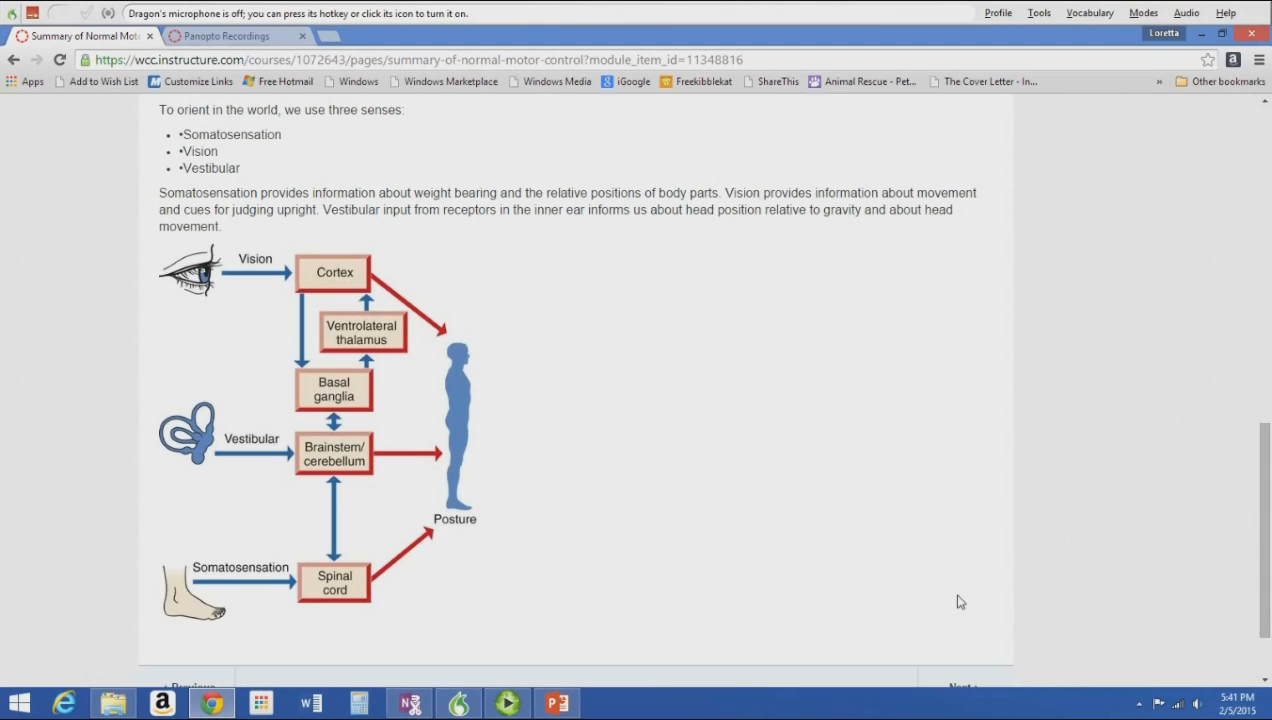 Dragon's microphone is off; you can press its hotkey or click its icon to turn it on.
Profile Tools Vocabulary Modes Audio Help
Summary of Normal Moto
Panopto Recordings
Loretta
https://wcc.instructure.com/courses/1072643/pages/summary-of-normal-motor-control?module_item_id=11348816
Apps Add to Wish List Customize Links Free Hotmail Windows Windows Marketplace Windows Media iGoogle Freekibblekat ShareThis Animal Rescue - Pet... The Cover Letter - In... » Other bookmarks
To orient in the world, we use three senses:
• •Somatosensation
• •Vision
• •Vestibular
Somatosensation provides information about weight bearing and the relative positions of body parts. Vision provides information about movement
and cues for judging upright. Vestibular input from receptors in the inner ear informs us about head position relative to gravity and about head
movement.
Vision
Cortex
Ventrolateral
thalamus
Basal
ganglia
Vestibular
Brainstem/
cerebellum
Posture
Somatosensation
Spinal
cord
‹ Previous
Next ›
5:41 PM
2/5/2015